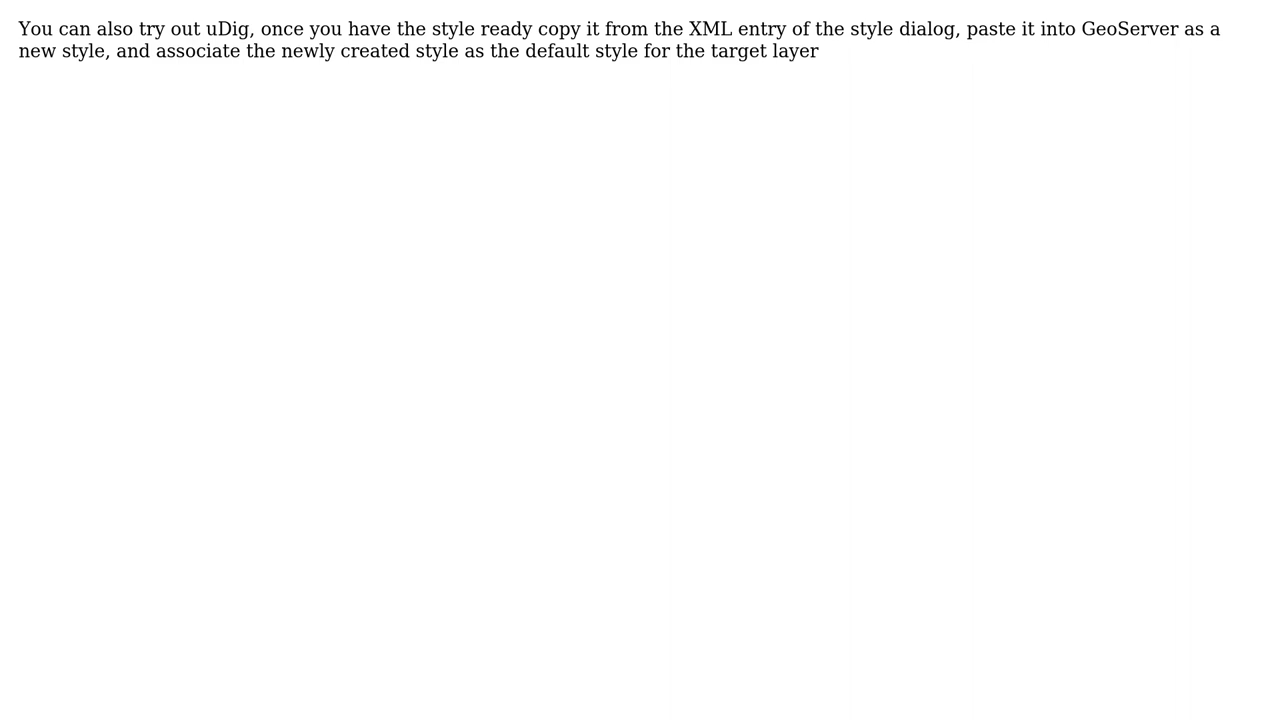 You can also try out uDig, once you have the style ready copy it from the XML entry of the style dialog, paste it into GeoServer as a
new style, and associate the newly created style as the default style for the target layer